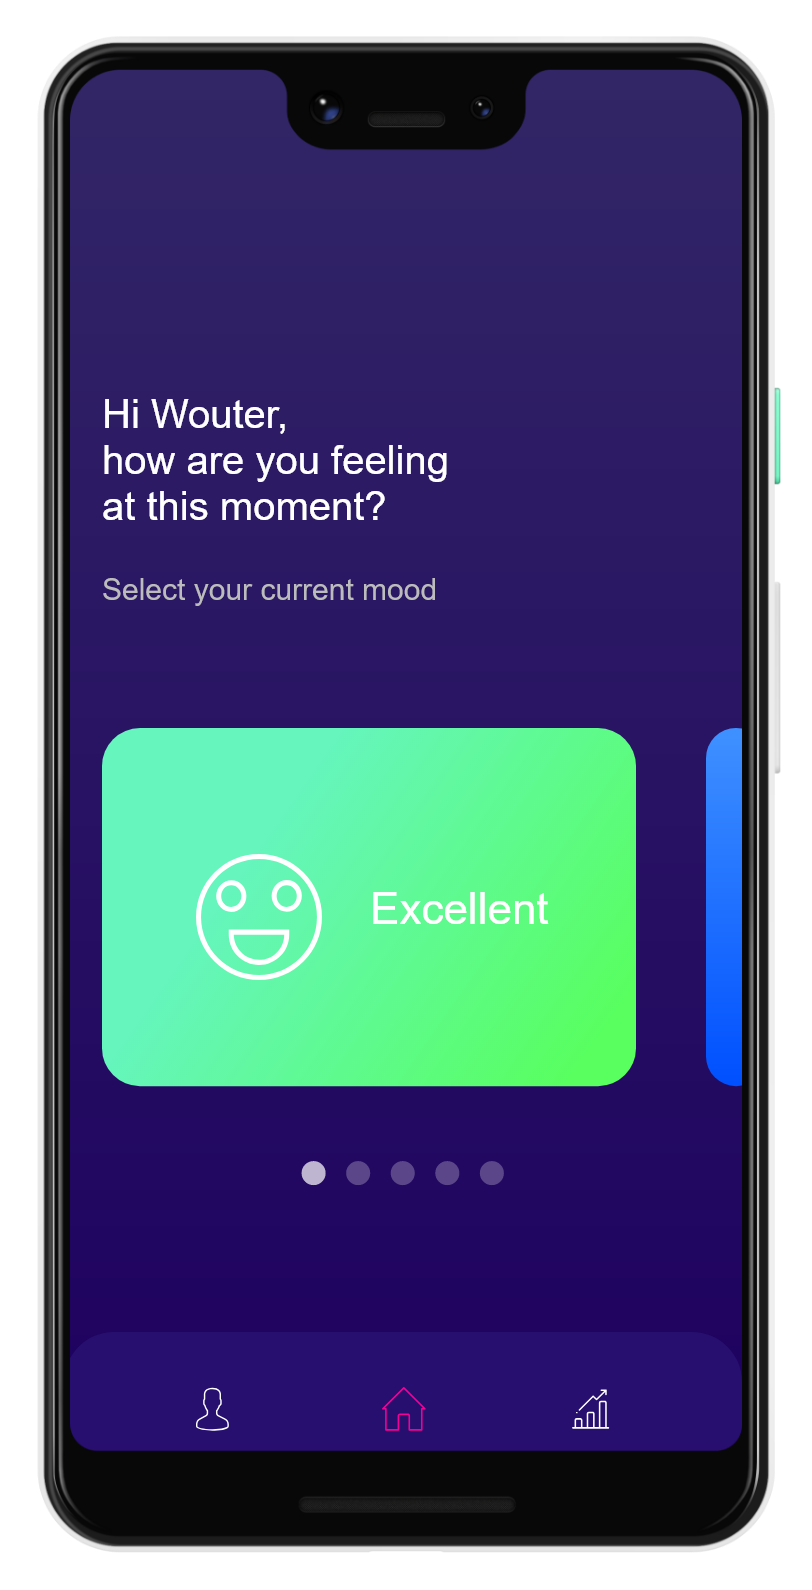 Hi Wouter,
how are you feeling
at this moment?
Select your current mood
Excellent